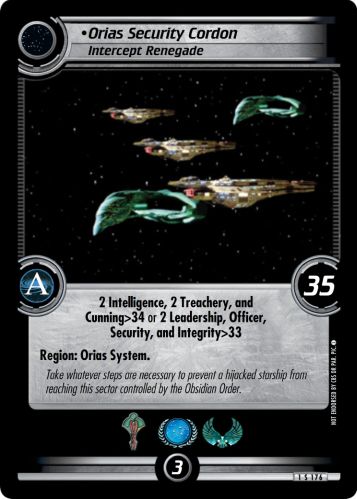 •Orias Security Cordon
Intercept Renegade
A
35
2 Intelligence, 2 Treachery, and
Cunning>34 or 2 Leadership, Officer,
Security, and Integrity>33
Region: Orias System.
Take whatever steps are necessary to prevent a hijacked starship from
reaching this sector controlled by the Obsidian Order.
NOT ENDORSED BY CBS OR PAR. PIC.
3
1 S 176